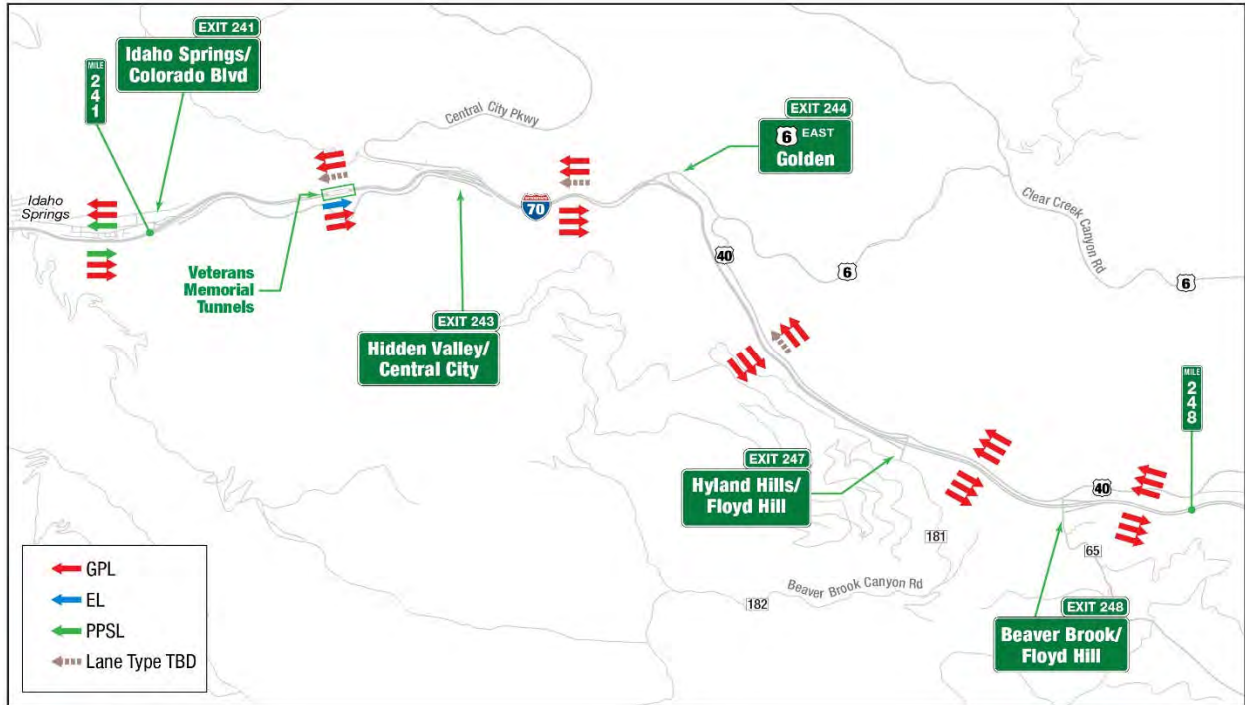 EXIT 241
Idaho Springs/
Colorado Blvd
MILE
241
Central City Pkwy
EXIT 244
6 EAST
Golden
Idaho
Springs
INTERSTATE
70
Clear Creek
Canyon Rd
40
6
6
Veterans
Memorial
Tunnels
EXIT 243
Hidden Valley/
Central City
MILE
248
EXIT 247
Hyland Hills/
Floyd Hill
40
181
65
Beaver Brook Canyon Rd
182
EXIT 248
Beaver Brook/
Floyd Hill
GPL
EL
PPSL
Lane Type TBD